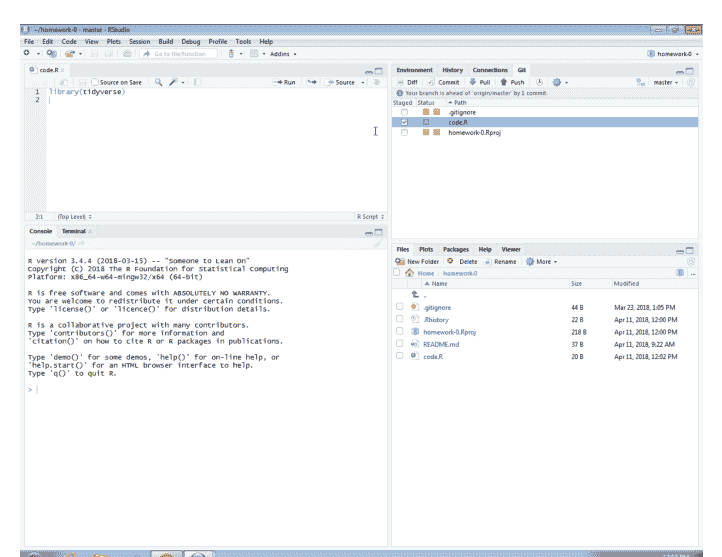 ~/homework-0 - master - RStudio
File Edit Code View Plots Session Build Debug Profile Tools Help
Go to file/function Addins homework-0
code.R
Source on Save Run Source
1 library(tidyverse)
2
2:1 (Top Level) R Script
Console Terminal
~/homework-0/
R version 3.4.4 (2018-03-15) -- "Someone to Lean On"
Copyright (C) 2018 The R Foundation for Statistical Computing
Platform: x86_64-w64-mingw32/x64 (64-bit)
R is free software and comes with ABSOLUTELY NO WARRANTY.
You are welcome to redistribute it under certain conditions.
Type 'license()' or 'licence()' for distribution details.
R is a collaborative project with many contributors.
Type 'contributors()' for more information and
'citation()' on how to cite R or R packages in publications.
Type 'demo()' for some demos, 'help()' for on-line help, or
'help.start()' for an HTML browser interface to help.
Type 'q()' to quit R.
>
Environment History Connections Git
Diff Commit Pull Push master
Your branch is ahead of 'origin/master' by 1 commit.
Staged Status Path
.gitignore
code.R
homework-0.Rproj
Files Plots Packages Help Viewer
New Folder Delete Rename More
Home homework-0
Name Size Modified
..
.gitignore 44 B Mar 23, 2018, 1:05 PM
.Rhistory 22 B Apr 11, 2018, 12:00 PM
homework-0.Rproj 218 B Apr 11, 2018, 12:00 PM
README.md 37 B Apr 11, 2018, 9:22 AM
code.R 20 B Apr 11, 2018, 12:02 PM